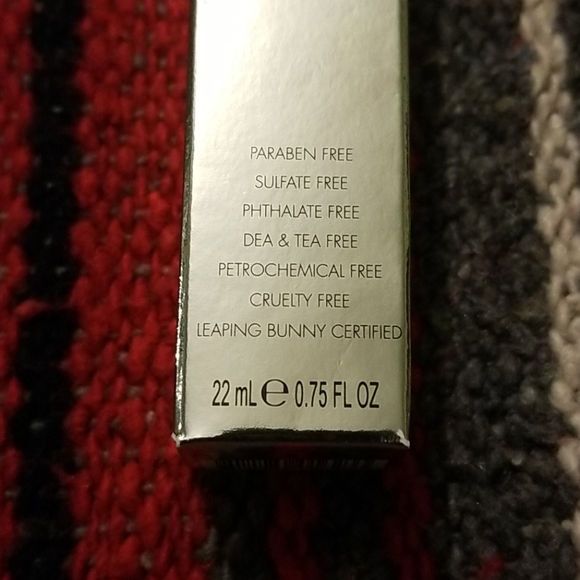 PARABEN FREE
SULFATE FREE
PHTHALATE FREE
DEA & TEA FREE
PETROCHEMICAL FREE
CRUELTY FREE
LEAPING BUNNY CERTIFIED
22 mL ℮ 0.75 FL OZ